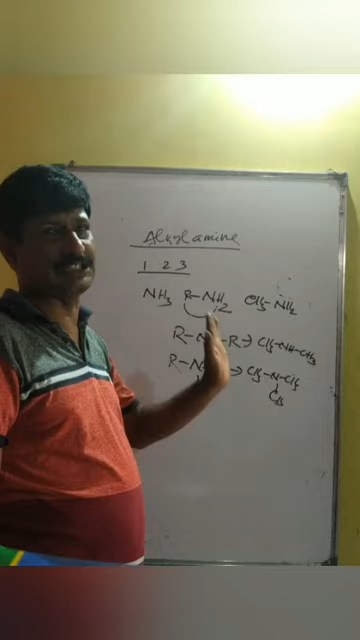 Alkylamine
1 2 3
NH3 R-NH2 CH3-NH2
R-N -R → CH3-NH-CH3
R-N → CH3-N-CH3
CH3